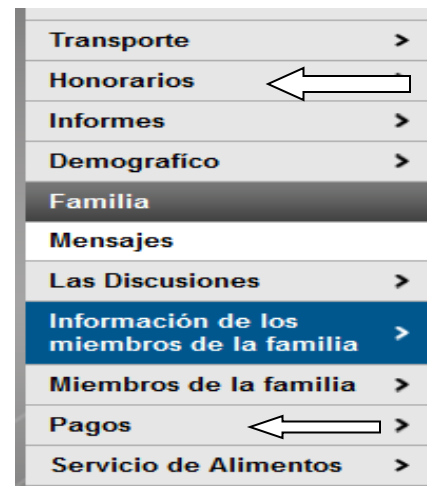 Transporte
Honorarios
Informes
Demografíco
Familia
Mensajes
Las Discusiones
Información de los
miembros de la familia
Miembros de la familia
Pagos
Servicio de Alimentos